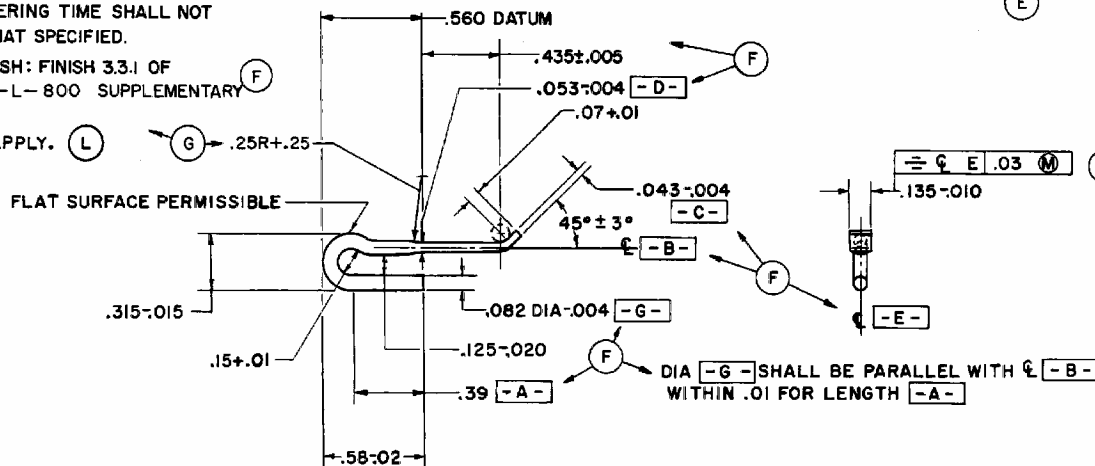 ERING TIME SHALL NOT
AT SPECIFIED.
SH: FINISH 3.3.1 OF
-L-800 SUPPLEMENTARY
F
PPLY. L
G .25R+.25
FLAT SURFACE PERMISSIBLE
.560 DATUM
.435±.005
F
.053-.004 -D-
.07+.01
.043-.004
-C-
45°±3°
℄ -B-
F
E
⌯ ℄ E .03 Ⓜ
.135-.010
℄ -E-
.315-.015
.15+.01
.082 DIA-.004 -G-
.125-.020
F
.39 -A-
.58-.02
DIA -G- SHALL BE PARALLEL WITH ℄ -B-
WITHIN .01 FOR LENGTH -A-